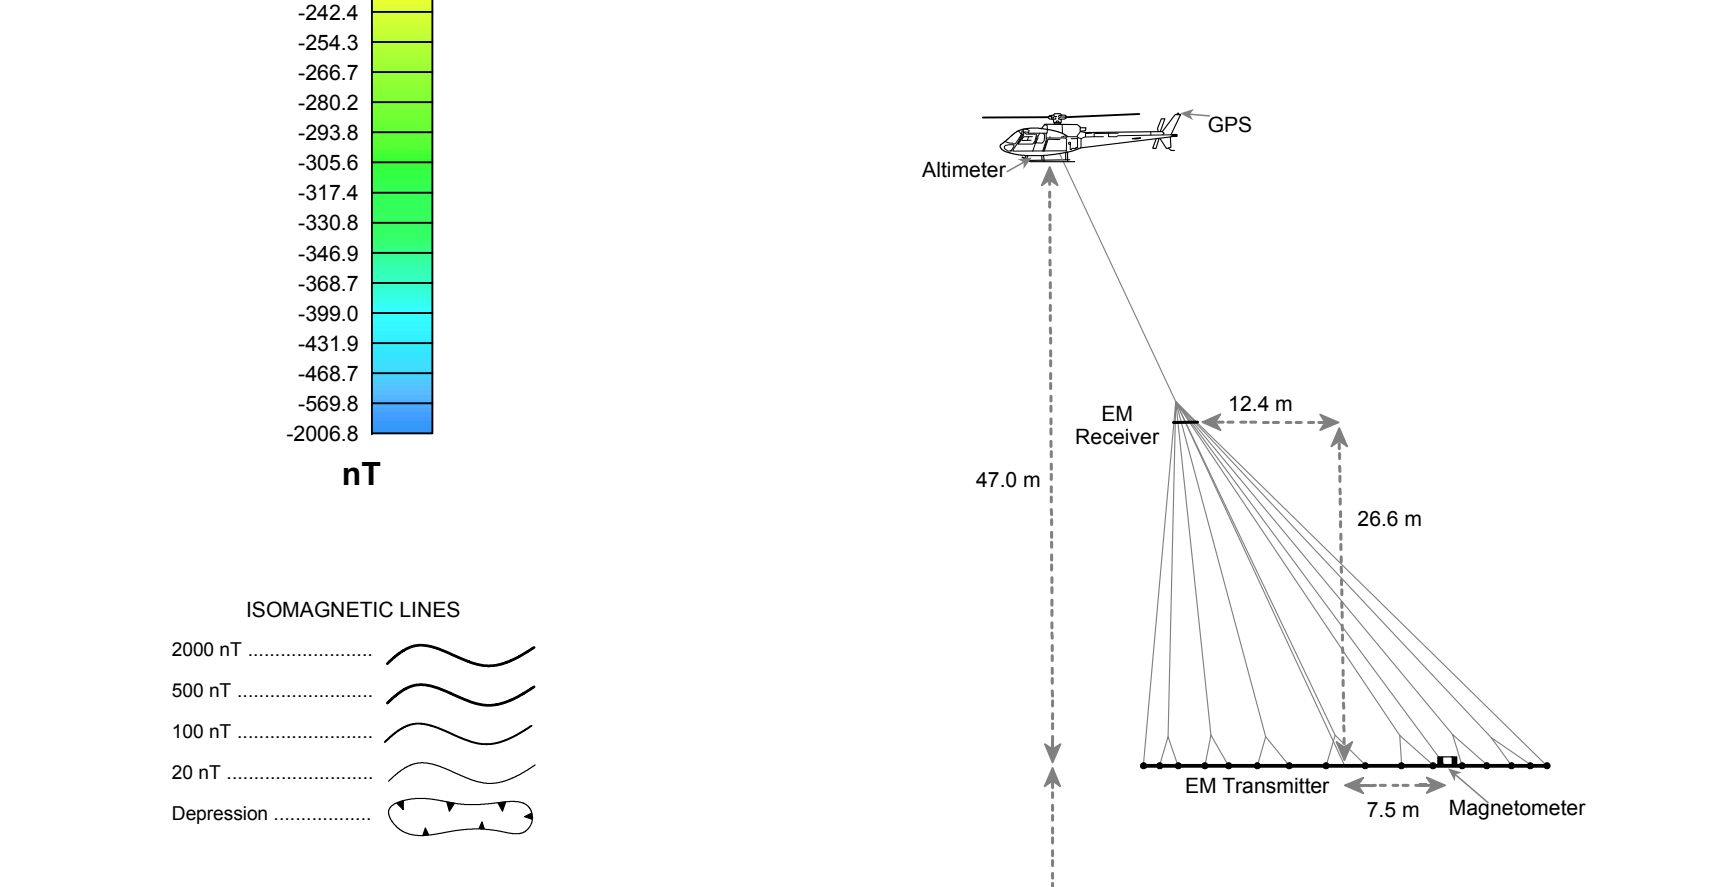 -242.4
-254.3
-266.7
-280.2
-293.8
-305.6
-317.4
-330.8
-346.9
-368.7
-399.0
-431.9
-468.7
-569.8
-2006.8
nT
ISOMAGNETIC LINES
2000 nT .......................
500 nT .........................
100 nT .........................
20 nT ...........................
Depression ..................
GPS
Altimeter
EM
Receiver
12.4 m
47.0 m
26.6 m
EM Transmitter
7.5 m
Magnetometer